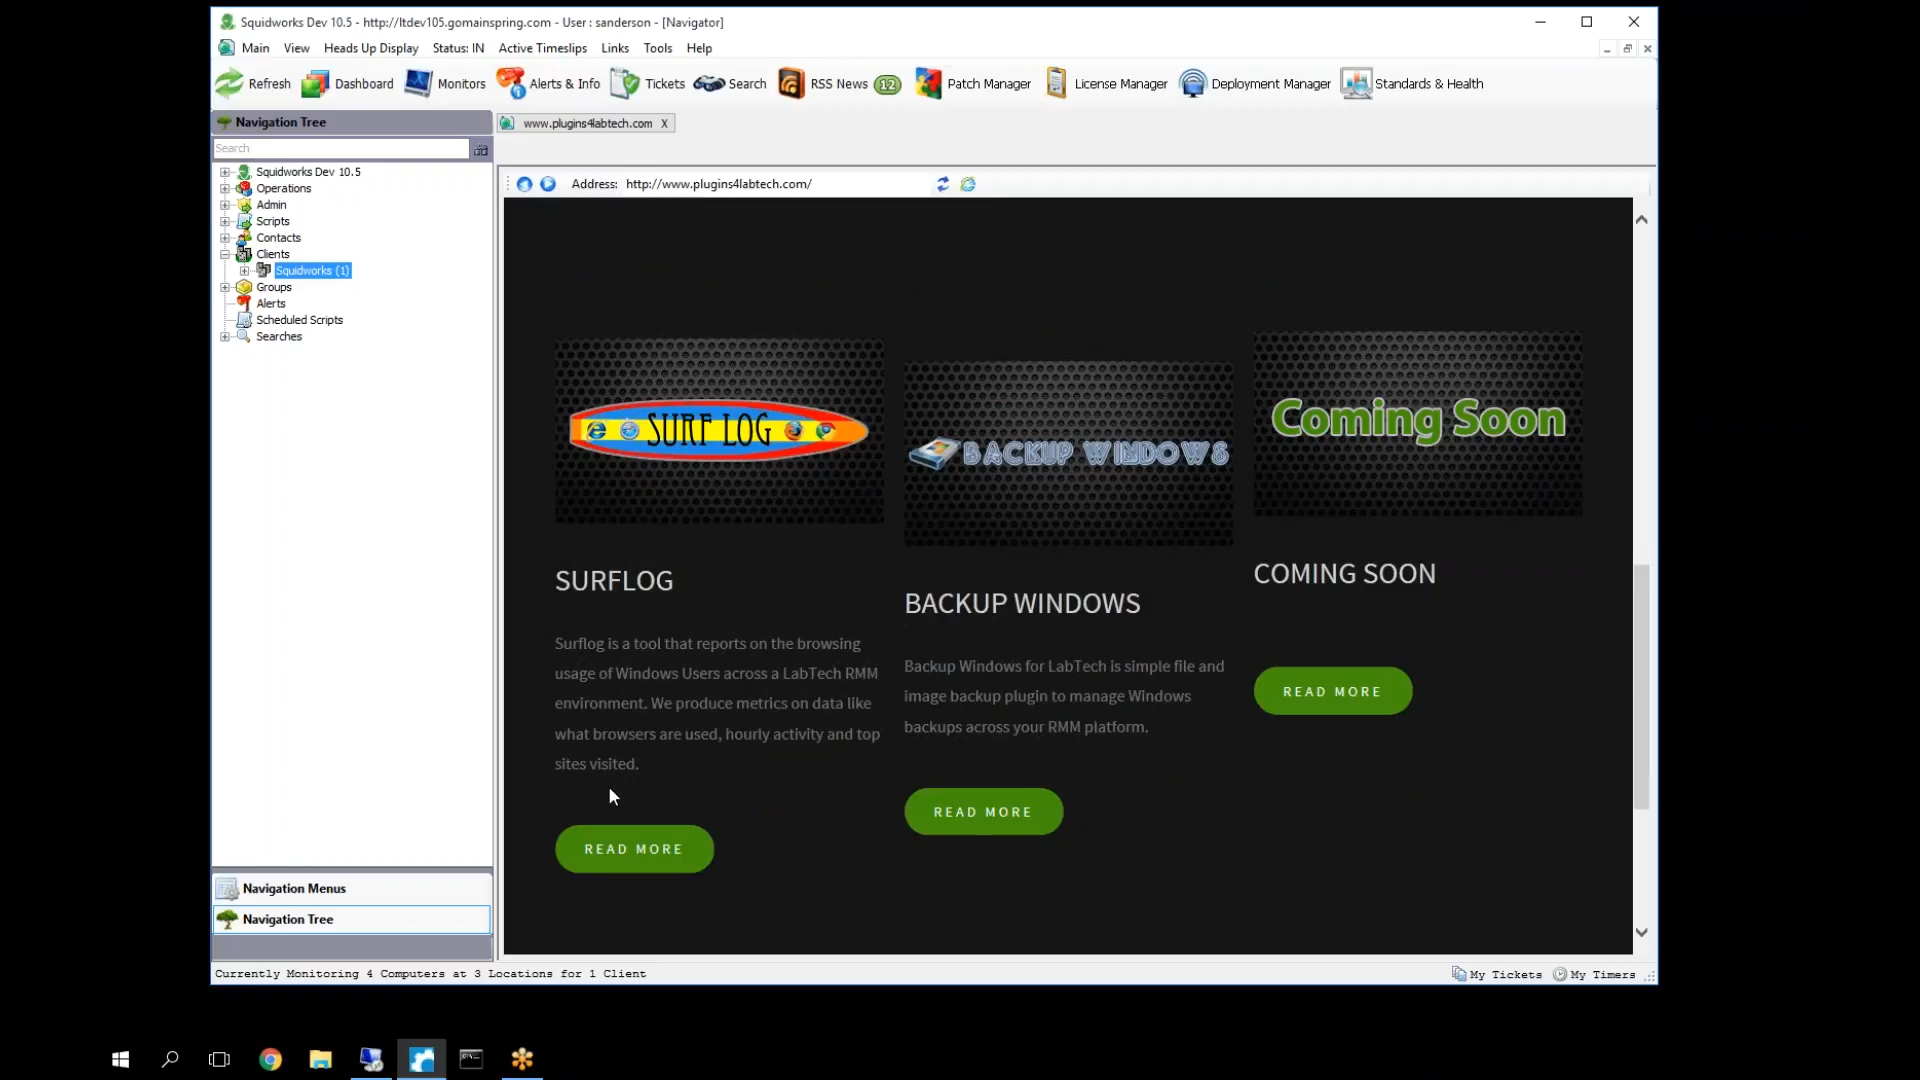 Squidworks Dev 10.5 - http://ltdev105.gomainspring.com - User : sanderson - [Navigator]
Main View Heads Up Display Status: IN Active Timeslips Links Tools Help
Refresh Dashboard Monitors Alerts & Info Tickets Search RSS News 12 Patch Manager License Manager Deployment Manager Standards & Health
Navigation Tree
www.plugins4labtech.com X
Search
Address: http://www.plugins4labtech.com/
Squidworks Dev 10.5
Operations
Admin
Scripts
Contacts
Clients
Squidworks (1)
Groups
Alerts
Scheduled Scripts
Searches
SURF LOG
SURFLOG
Surflog is a tool that reports on the browsing
usage of Windows Users across a LabTech RMM
environment. We produce metrics on data like
what browsers are used, hourly activity and top
sites visited.
READ MORE
BACKUP WINDOWS
BACKUP WINDOWS
Backup Windows for LabTech is simple file and
image backup plugin to manage Windows
backups across your RMM platform.
READ MORE
Coming Soon
COMING SOON
READ MORE
Navigation Menus
Navigation Tree
Currently Monitoring 4 Computers at 3 Locations for 1 Client
My Tickets My Timers